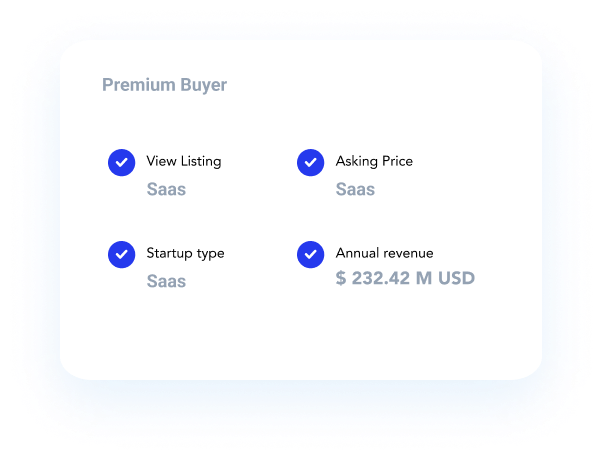 Premium Buyer
View Listing
Saas
Asking Price
Saas
Startup type
Saas
Annual revenue
$ 232.42 M USD